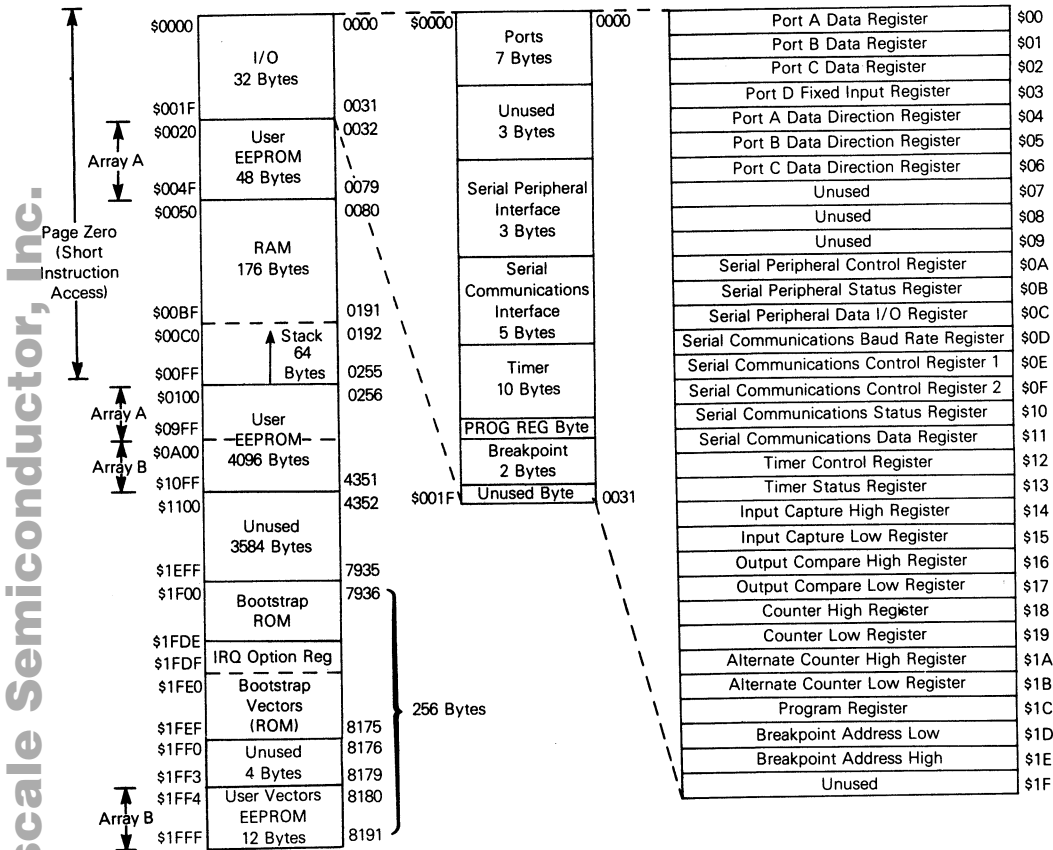 scale Semiconductor, Inc.
Page Zero
(Short
Instruction
Access)
Array A
Array A
Array B
Array B
$0000
I/O
32 Bytes
0000
$001F
0031
$0020
User
EEPROM
48 Bytes
0032
$004F
0079
$0050
RAM
176 Bytes
0080
$00BF
0191
$00C0
Stack
64
Bytes
0192
$00FF
0255
$0100
User
EEPROM
4096 Bytes
0256
$09FF
$0A00
$10FF
4351
$1100
Unused
3584 Bytes
4352
$1EFF
7935
$1F00
Bootstrap
ROM
7936
$1FDE
$1FDF
IRQ Option Reg
$1FE0
Bootstrap
Vectors
(ROM)
$1FEF
8175
$1FF0
Unused
4 Bytes
8176
$1FF3
8179
$1FF4
User Vectors
EEPROM
12 Bytes
8180
$1FFF
8191
256 Bytes
$0000
Ports
7 Bytes
0000
Unused
3 Bytes
Serial Peripheral
Interface
3 Bytes
Serial
Communications
Interface
5 Bytes
Timer
10 Bytes
PROG REG Byte
Breakpoint
2 Bytes
$001F
Unused Byte
0031
Port A Data Register $00
Port B Data Register $01
Port C Data Register $02
Port D Fixed Input Register $03
Port A Data Direction Register $04
Port B Data Direction Register $05
Port C Data Direction Register $06
Unused $07
Unused $08
Unused $09
Serial Peripheral Control Register $0A
Serial Peripheral Status Register $0B
Serial Peripheral Data I/O Register $0C
Serial Communications Baud Rate Register $0D
Serial Communications Control Register 1 $0E
Serial Communications Control Register 2 $0F
Serial Communications Status Register $10
Serial Communications Data Register $11
Timer Control Register $12
Timer Status Register $13
Input Capture High Register $14
Input Capture Low Register $15
Output Compare High Register $16
Output Compare Low Register $17
Counter High Register $18
Counter Low Register $19
Alternate Counter High Register $1A
Alternate Counter Low Register $1B
Program Register $1C
Breakpoint Address Low $1D
Breakpoint Address High $1E
Unused $1F